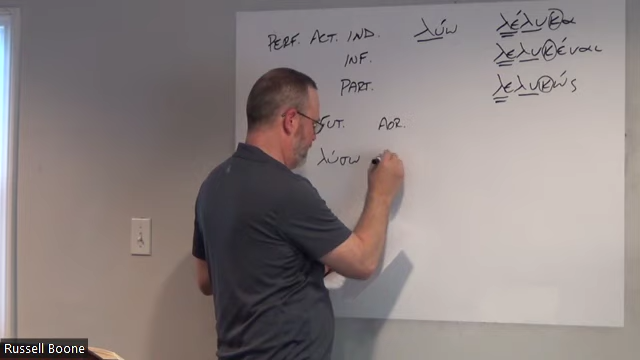 PERF. ACT. IND. λύω λέλυκα
INF. λελυκέναι
PART. λελυκώς
FUT. AOR.
λύσω
Russell Boone